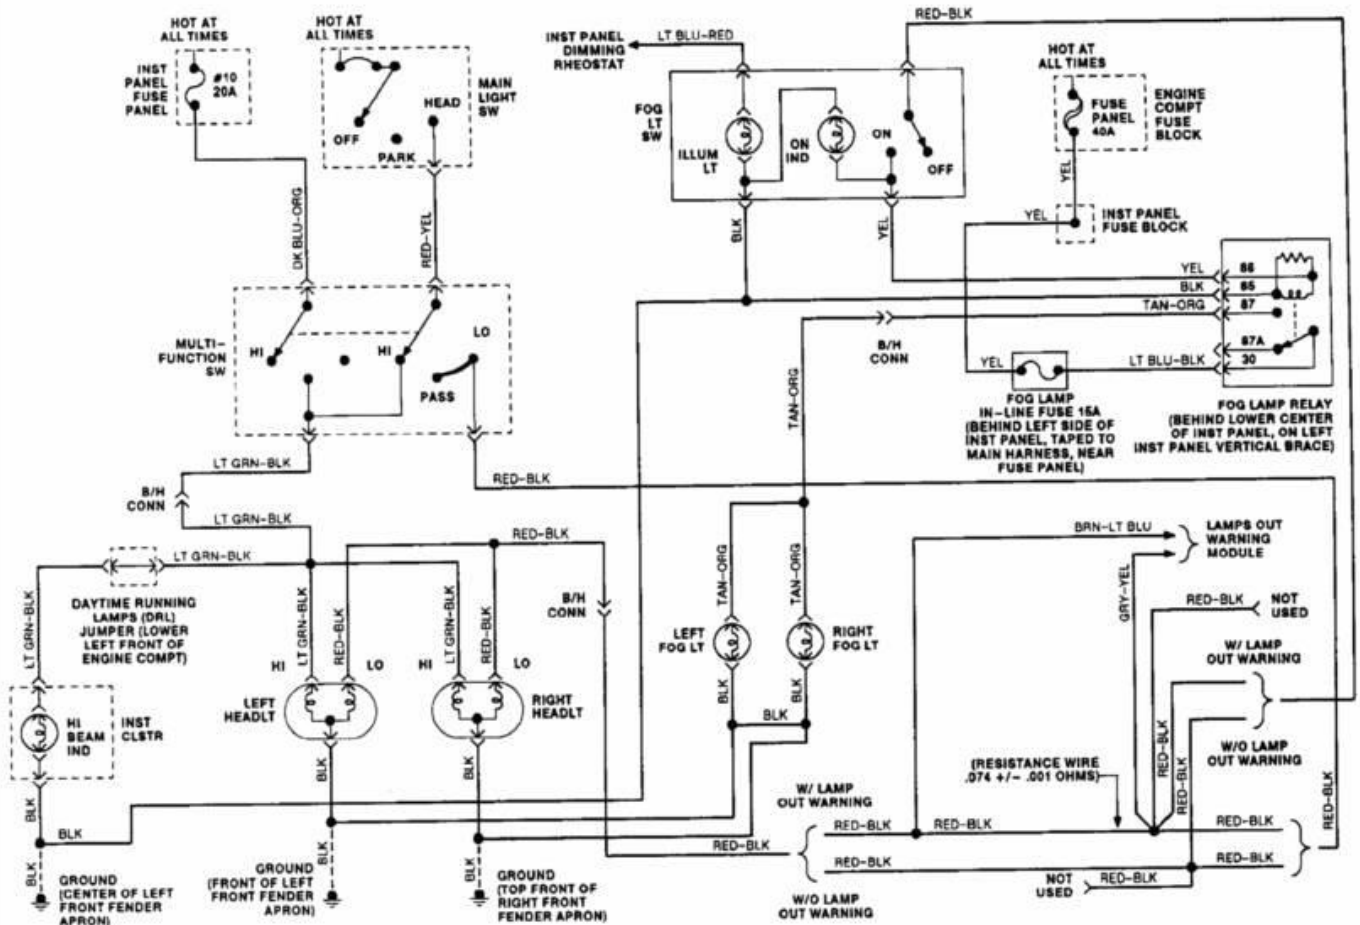 RED-BLK
HOT AT
ALL TIMES
INST
PANEL
FUSE
PANEL
#10
20A
HOT AT
ALL TIMES
HEAD
OFF
PARK
MAIN
LIGHT
SW
INST PANEL
DIMMING
RHEOSTAT
LT BLU-RED
FOG
LT
SW
ILLUM
LT
ON
IND
ON
OFF
HOT AT
ALL TIMES
FUSE
PANEL
40A
ENGINE
COMPT
FUSE
BLOCK
YEL
YEL
INST PANEL
FUSE BLOCK
DK BLU-ORG
RED-YEL
BLK
YEL
MULTI-
FUNCTION
SW
HI
HI
LO
PASS
YEL
BLK
TAN-ORG
LT BLU-BLK
86
85
87
87A
30
B/H
CONN
YEL
FOG LAMP
IN-LINE FUSE 15A
(BEHIND LEFT SIDE OF
INST PANEL, TAPED TO
MAIN HARNESS, NEAR
FUSE PANEL)
FOG LAMP RELAY
(BEHIND LOWER CENTER
OF INST PANEL, ON LEFT
INST PANEL VERTICAL BRACE)
TAN-ORG
LT GRN-BLK
B/H
CONN
LT GRN-BLK
RED-BLK
RED-BLK
LT GRN-BLK
DAYTIME RUNNING
LAMPS (DRL)
JUMPER (LOWER
LEFT FRONT OF
ENGINE COMPT)
LT GRN-BLK
LT GRN-BLK
RED-BLK
LT GRN-BLK
RED-BLK
HI
LO
HI
LO
B/H
CONN
TAN-ORG
TAN-ORG
LEFT
FOG LT
RIGHT
FOG LT
BRN-LT BLU
LAMPS OUT
WARNING
MODULE
GRY-YEL
RED-BLK
NOT
USED
W/ LAMP
OUT WARNING
HI
BEAM
IND
INST
CLSTR
LEFT
HEADLT
RIGHT
HEADLT
BLK
BLK
BLK
W/O LAMP
OUT WARNING
RED-BLK
RED-BLK
RED-BLK
(RESISTANCE WIRE
.074 +/- .001 OHMS)
BLK
BLK
BLK
BLK
W/ LAMP
OUT WARNING
RED-BLK
RED-BLK
RED-BLK
RED-BLK
RED-BLK
RED-BLK
NOT
USED
RED-BLK
W/O LAMP
OUT WARNING
BLK
GROUND
(CENTER OF LEFT
FRONT FENDER
APRON)
BLK
GROUND
(FRONT OF LEFT
FRONT FENDER
APRON)
BLK
GROUND
(TOP FRONT OF
RIGHT FRONT
FENDER APRON)